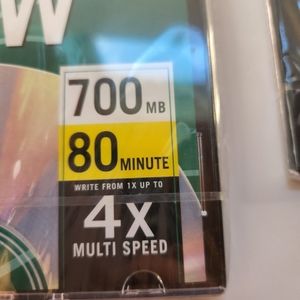 W
700 MB
80 MINUTE
WRITE FROM 1X UP TO
4X
MULTI SPEED